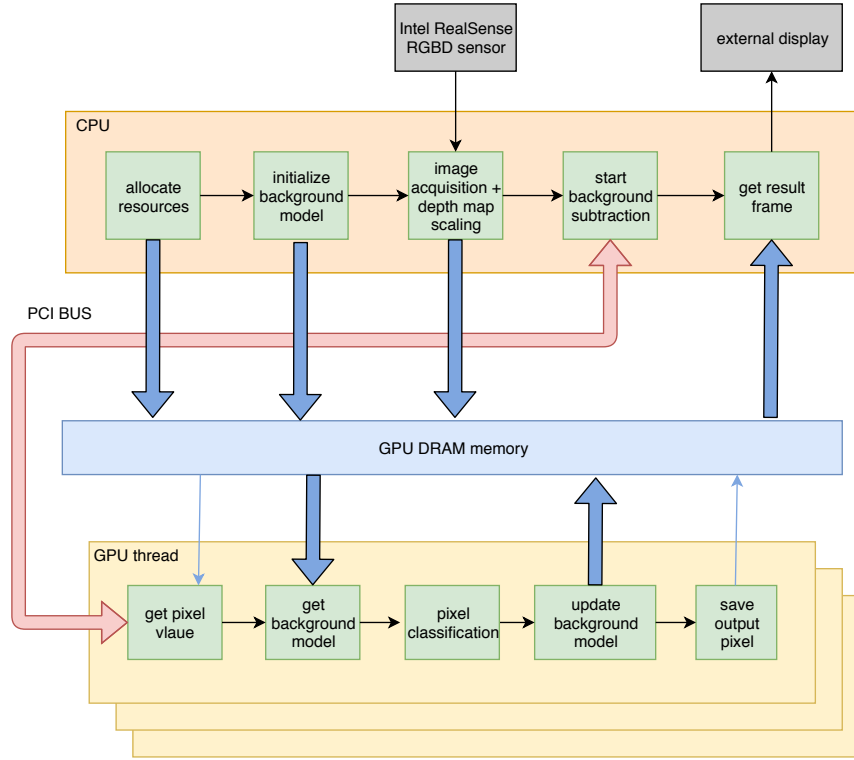 Intel RealSense
RGBD sensor
external display
CPU
allocate
resources
initialize
background
model
image
acquisition +
depth map
scaling
start
background
subtraction
get result
frame
PCI BUS
GPU DRAM memory
GPU thread
get pixel
vlaue
get
background
model
pixel
classification
update
background
model
save
output
pixel